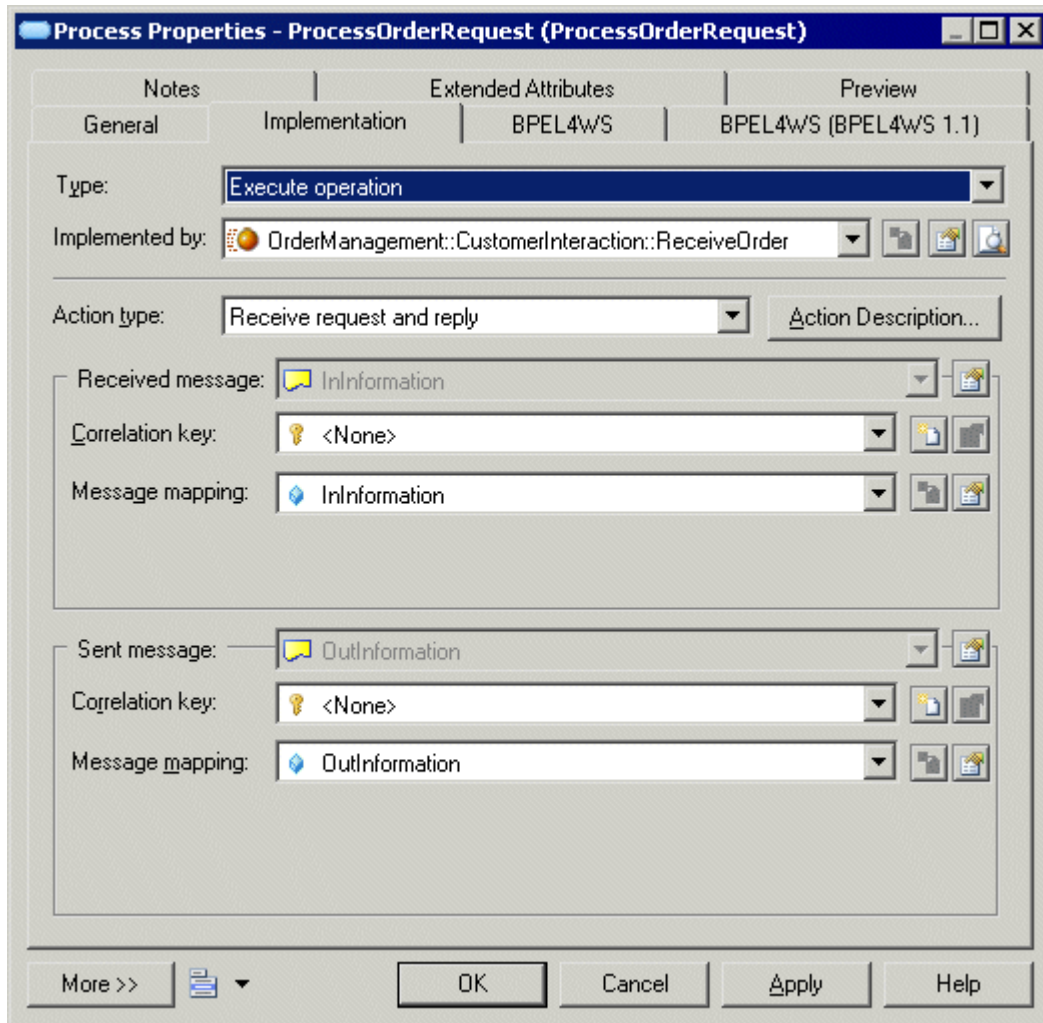 Process Properties - ProcessOrderRequest (ProcessOrderRequest)
Notes Extended Attributes Preview
General Implementation BPEL4WS BPEL4WS (BPEL4WS 1.1)
Type: Execute operation
Implemented by: OrderManagement::CustomerInteraction::ReceiveOrder
Action type: Receive request and reply Action Description...
Received message: InInformation
Correlation key: <None>
Message mapping: InInformation
Sent message: OutInformation
Correlation key: <None>
Message mapping: OutInformation
More >> OK Cancel Apply Help